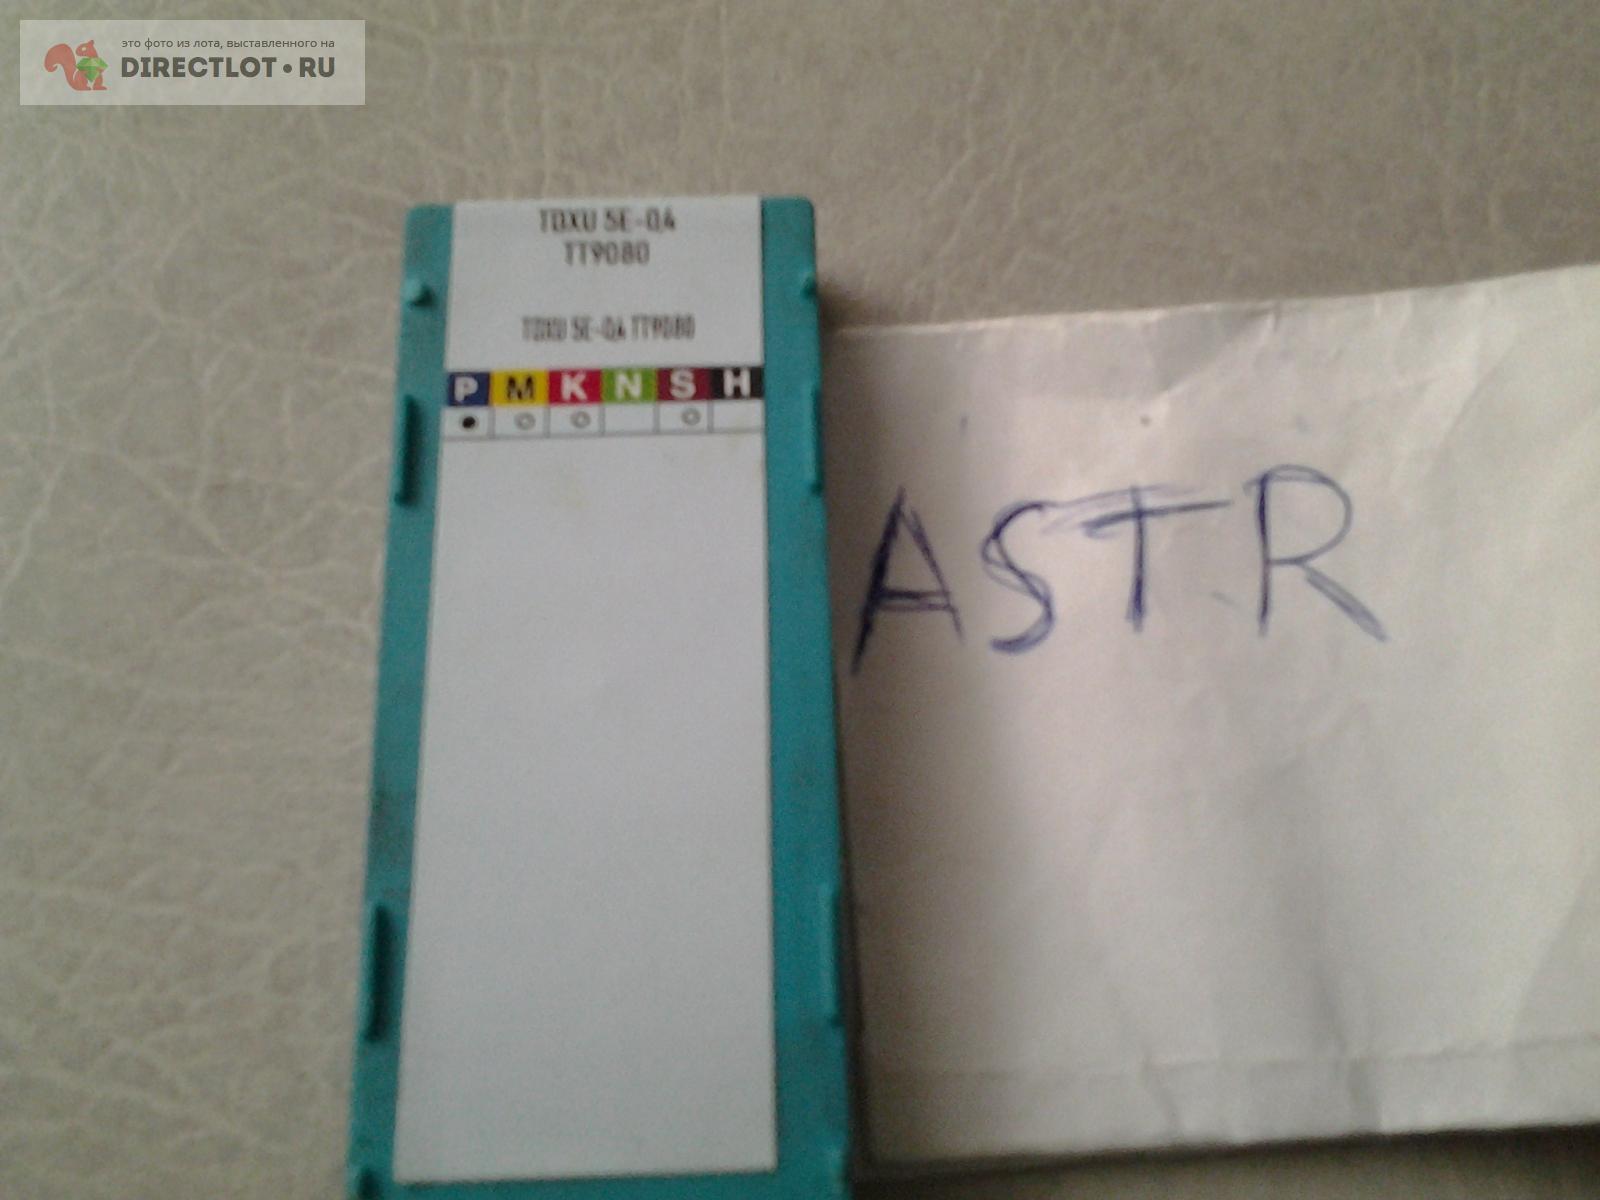 это фото из лота, выставленного на
DIRECTLOT•RU
TDXU 5E-0,4
TT9080
TDXU 5E-0,4 TT9080
P M K N S H
ASTR